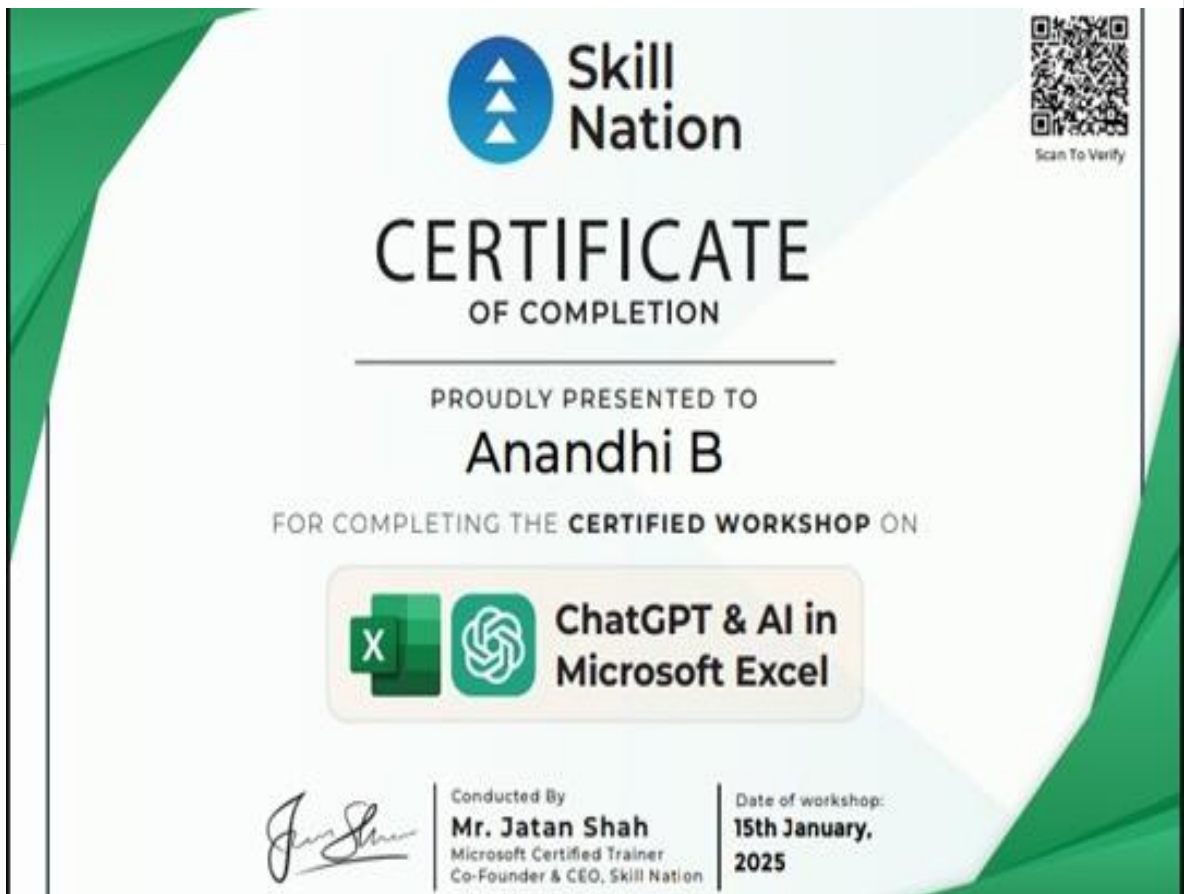 Skill
Nation
Scan To Verify
CERTIFICATE
OF COMPLETION
PROUDLY PRESENTED TO
Anandhi B
FOR COMPLETING THE CERTIFIED WORKSHOP ON
X
ChatGPT & AI in
Microsoft Excel
Conducted By
Mr. Jatan Shah
Microsoft Certified Trainer
Co-Founder & CEO, Skill Nation
Date of workshop:
15th January,
2025